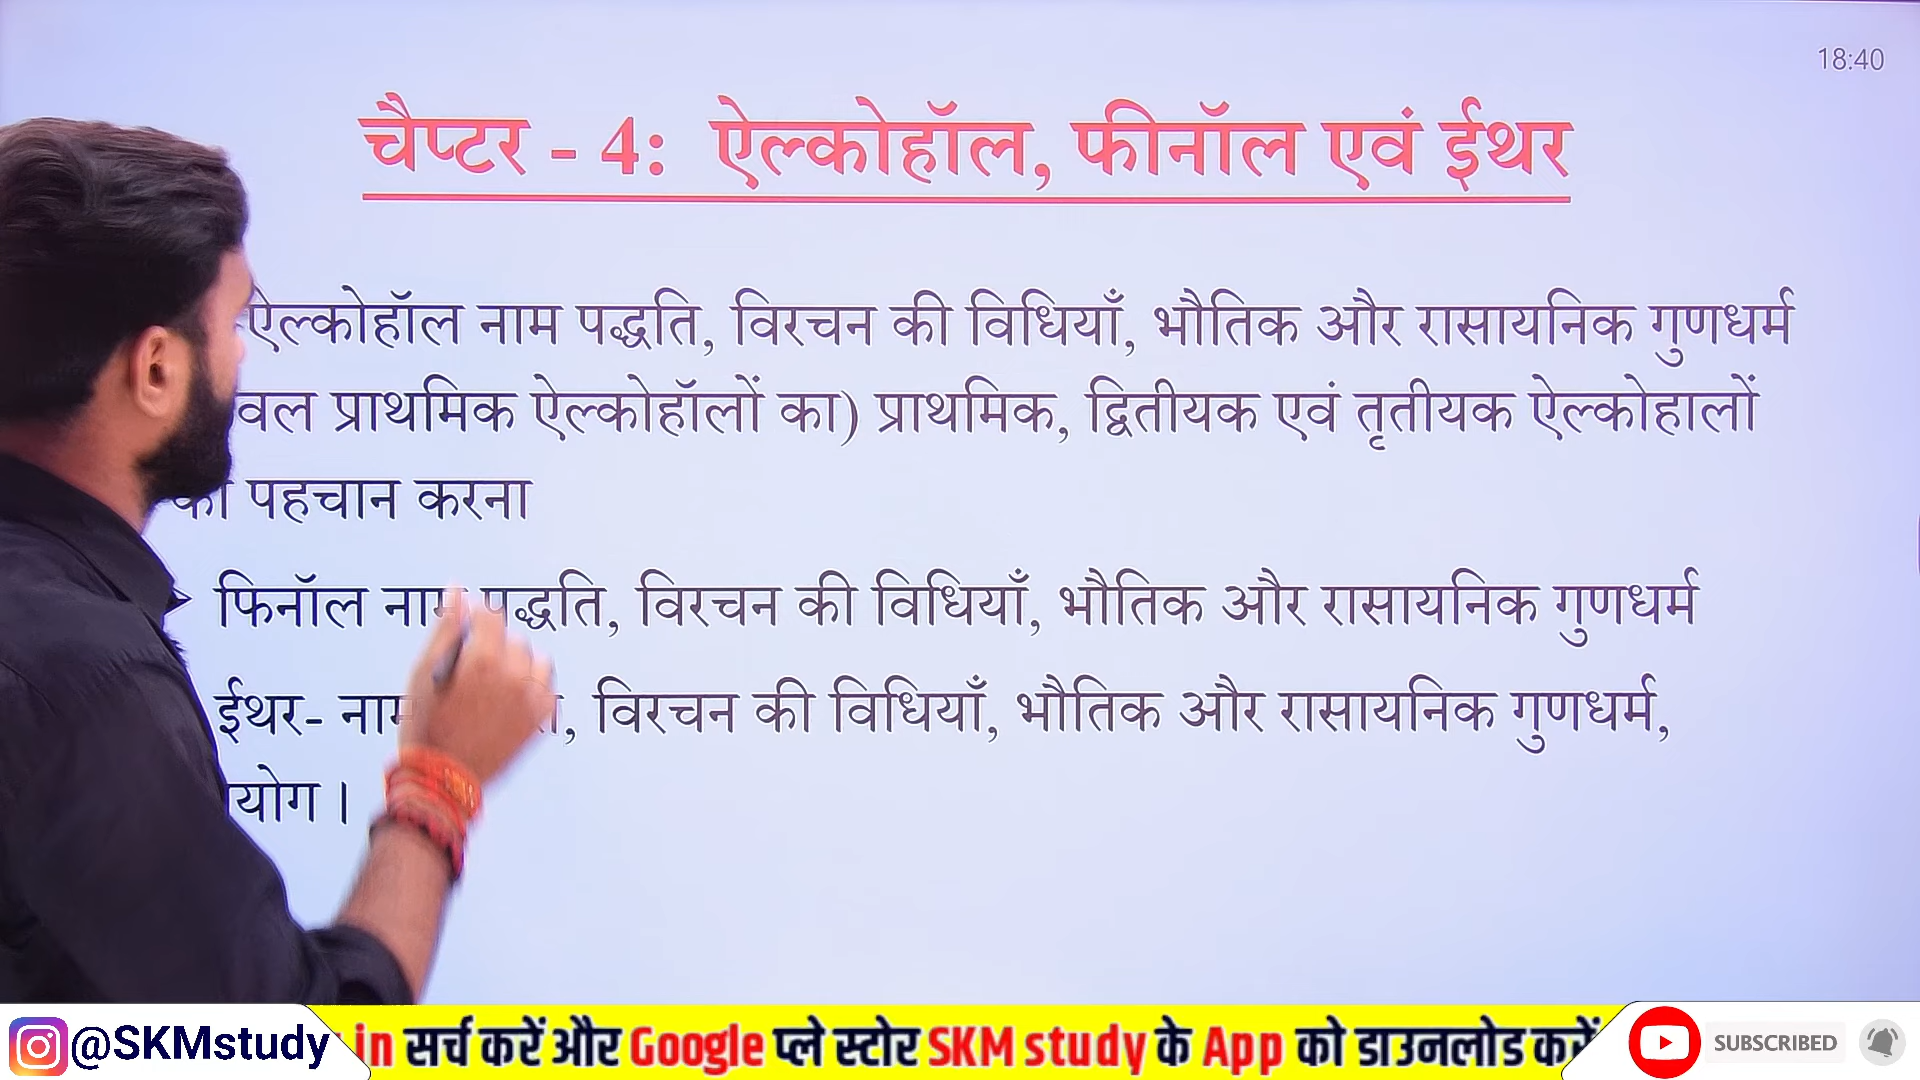 18:40
चैप्टर - 4: ऐल्कोहॉल, फीनॉल एवं ईथर
ऐल्कोहॉल नाम पद्धति, विरचन की विधियाँ, भौतिक और रासायनिक गुणधर्म
वल प्राथमिक ऐल्कोहॉलों का) प्राथमिक, द्वितीयक एवं तृतीयक ऐल्कोहालों
पहचान करना
फिनॉल नाम पद्धति, विरचन की विधियाँ, भौतिक और रासायनिक गुणधर्म
ईथर- नाम , विरचन की विधियाँ, भौतिक और रासायनिक गुणधर्म,
योग।
@SKMstudy in सर्च करें और Google प्ले स्टोर SKM study के App को डाउनलोड करें SUBSCRIBED